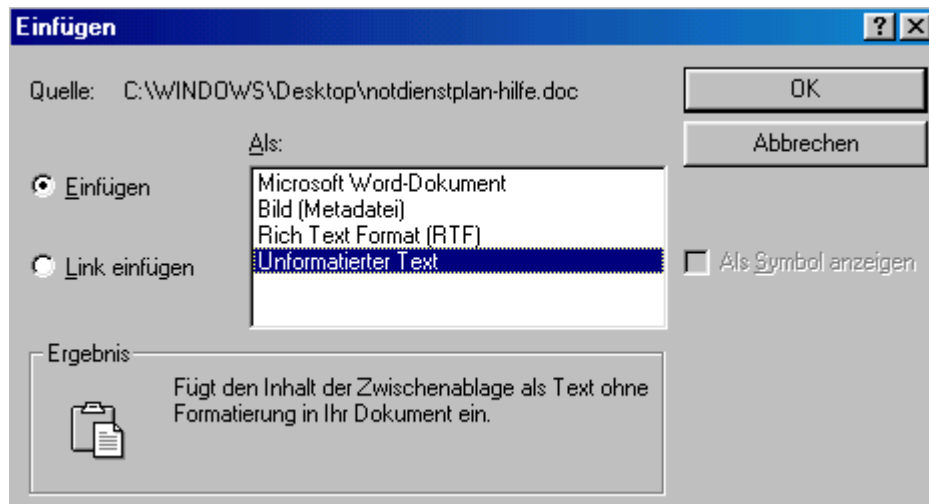 Einfügen
Quelle: C:\WINDOWS\Desktop\notdienstplan-hilfe.doc
OK
Abbrechen
Als:
Einfügen
Link einfügen
Microsoft Word-Dokument
Bild (Metadatei)
Rich Text Format (RTF)
Unformatierter Text
Als Symbol anzeigen
Ergebnis
Fügt den Inhalt der Zwischenablage als Text ohne
Formatierung in Ihr Dokument ein.